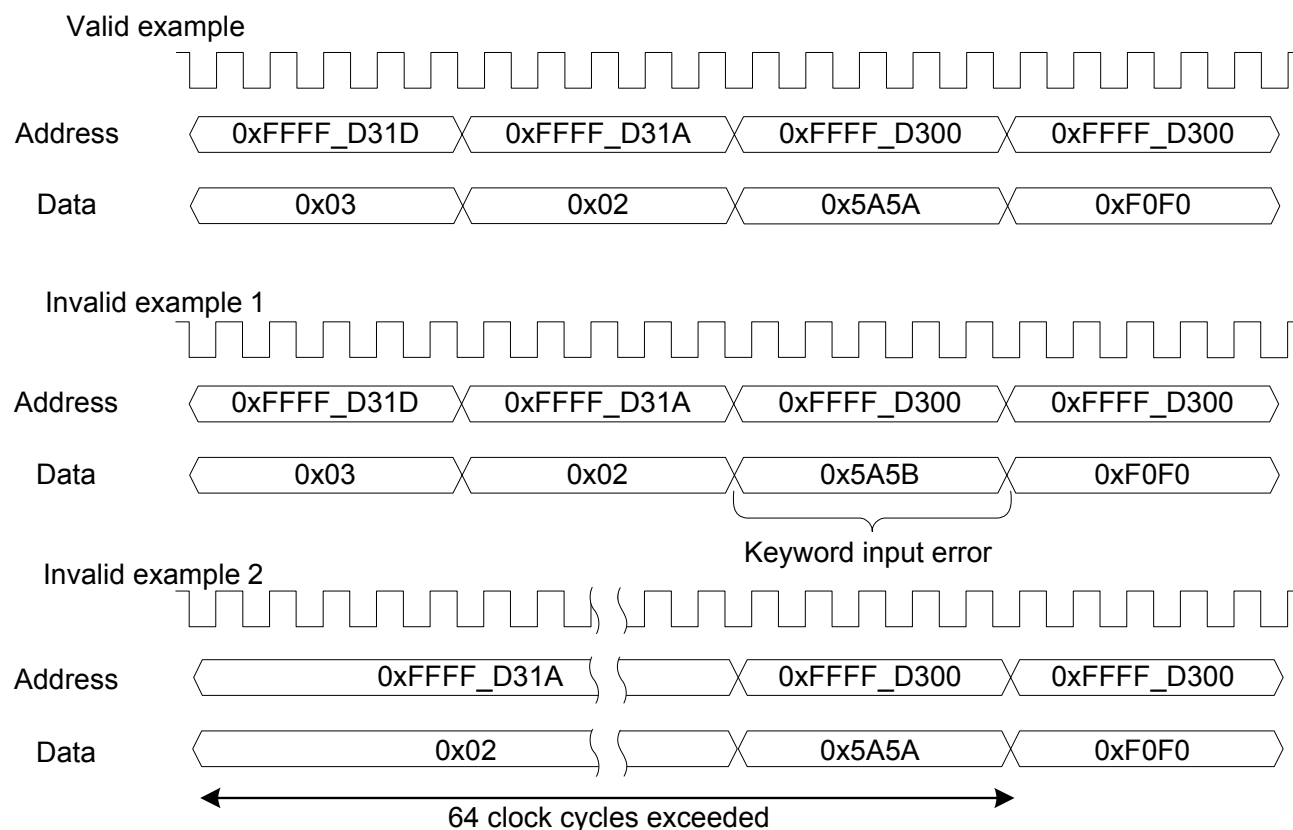 Valid example
Address 0xFFFF_D31D 0xFFFF_D31A 0xFFFF_D300 0xFFFF_D300
Data 0x03 0x02 0x5A5A 0xF0F0
Invalid example 1
Address 0xFFFF_D31D 0xFFFF_D31A 0xFFFF_D300 0xFFFF_D300
Data 0x03 0x02 0x5A5B 0xF0F0
Keyword input error
Invalid example 2
Address 0xFFFF_D31A 0xFFFF_D300 0xFFFF_D300
Data 0x02 0x5A5A 0xF0F0
64 clock cycles exceeded